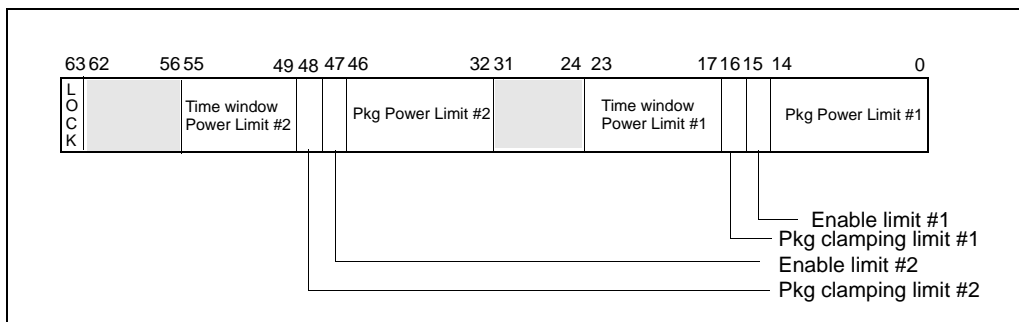 63 62 56 55 49 48 47 46 32 31 24 23 17 16 15 14 0
L
O
C
K
Time window
Power Limit #2
Pkg Power Limit #2
Time window
Power Limit #1
Pkg Power Limit #1
Enable limit #1
Pkg clamping limit #1
Enable limit #2
Pkg clamping limit #2